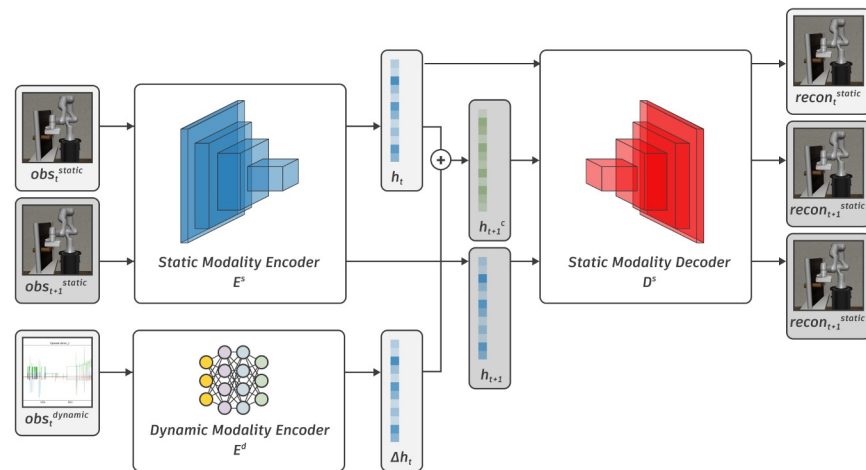 obs_t^static
obs_t+1^static
Static Modality Encoder
E^s
h_t
h_t+1^c
h_t+1
Static Modality Decoder
D^s
recon_t^static
recon_t+1^static
recon_t+1^static
obs_t^dynamic
Dynamic Modality Encoder
E^d
Δh_t